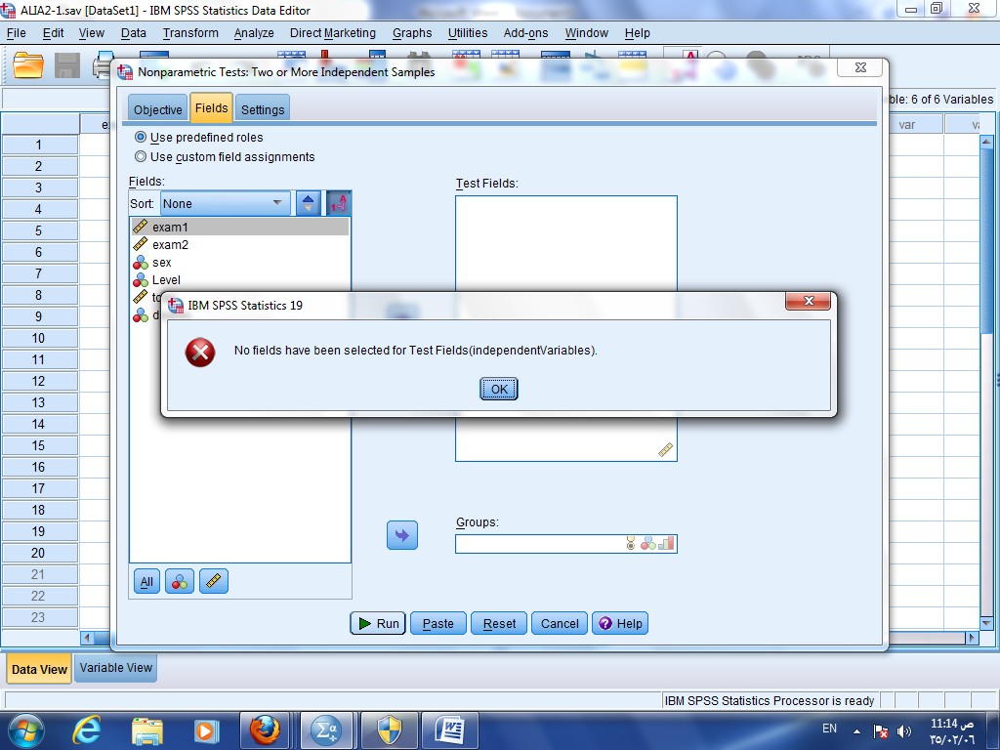 ALIA2-1.sav [DataSet1] - IBM SPSS Statistics Data Editor
File Edit View Data Transform Analyze Direct Marketing Graphs Utilities Add-ons Window Help
Nonparametric Tests: Two or More Independent Samples
ble: 6 of 6 Variables
Objective Fields Settings
var
Use predefined roles
Use custom field assignments
Fields:
Sort: None
Test Fields:
exam1
exam2
sex
Level
IBM SPSS Statistics 19
No fields have been selected for Test Fields(independentVariables).
OK
Groups:
All
Run Paste Reset Cancel Help
1
2
3
4
5
6
7
8
9
10
11
12
13
14
15
16
17
18
19
20
21
22
23
Data View Variable View
IBM SPSS Statistics Processor is ready
EN
11:14 ص
٣٥/٠٢/٠٦